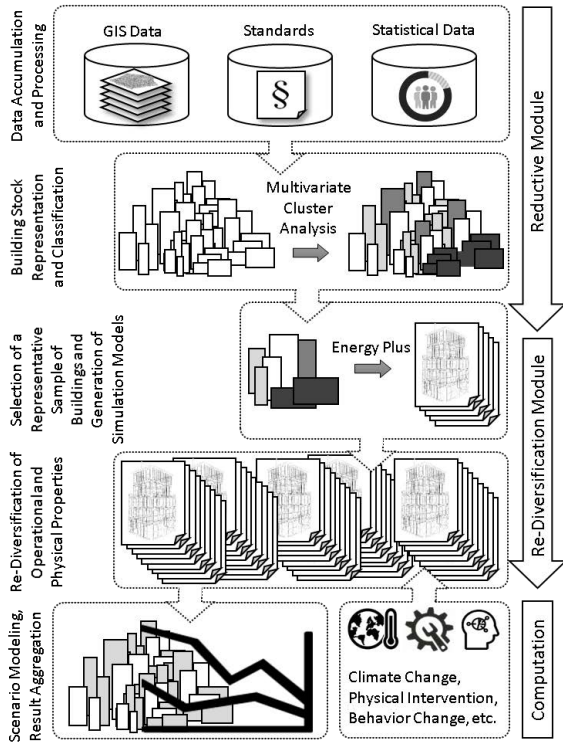 Data Accumulation
and Processing
GIS Data
Standards
Statistical Data
§
Reductive Module
Building Stock
Representation
and Classification
Multivariate
Cluster
Analysis
Selection of a
Representative
Sample of
Buildings and
Generation of
Simulation Models
Energy Plus
Re-Diversification Module
Re-Diversification of
Operational and
Physical Properties
Scenario Modeling,
Result Aggregation
Climate Change,
Physical Intervention,
Behavior Change, etc.
Computation